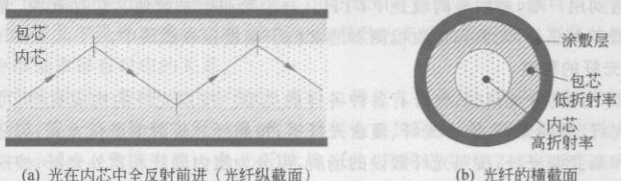 包芯
内芯
涂敷层
包芯
低折射率
内芯
高折射率
(a) 光在内芯中全反射前进(光纤纵截面)
(b) 光纤的横截面